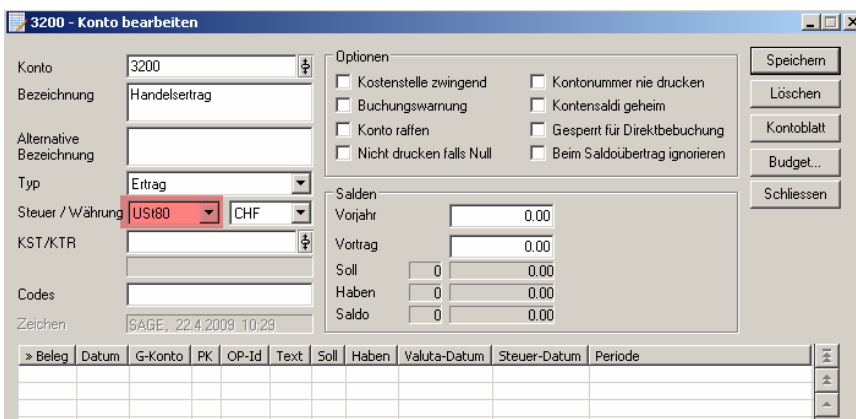 3200 - Konto bearbeiten
Konto 3200
Bezeichnung Handelsertrag
Alternative
Bezeichnung
Typ Ertrag
Steuer / Währung USt80 CHF
KST/KTR
Codes
Zeichen SAGE, 22.4.2009 10:29
Optionen
Kostenstelle zwingend Kontonummer nie drucken
Buchungswarnung Kontensaldi geheim
Konto raffen Gesperrt für Direktbebuchung
Nicht drucken falls Null Beim Saldoübertrag ignorieren
Salden
Vorjahr 0.00
Vortrag 0.00
Soll 0 0.00
Haben 0 0.00
Saldo 0 0.00
Speichern
Löschen
Kontoblatt
Budget...
Schliessen
» Beleg Datum G-Konto PK OP-Id Text Soll Haben Valuta-Datum Steuer-Datum Periode